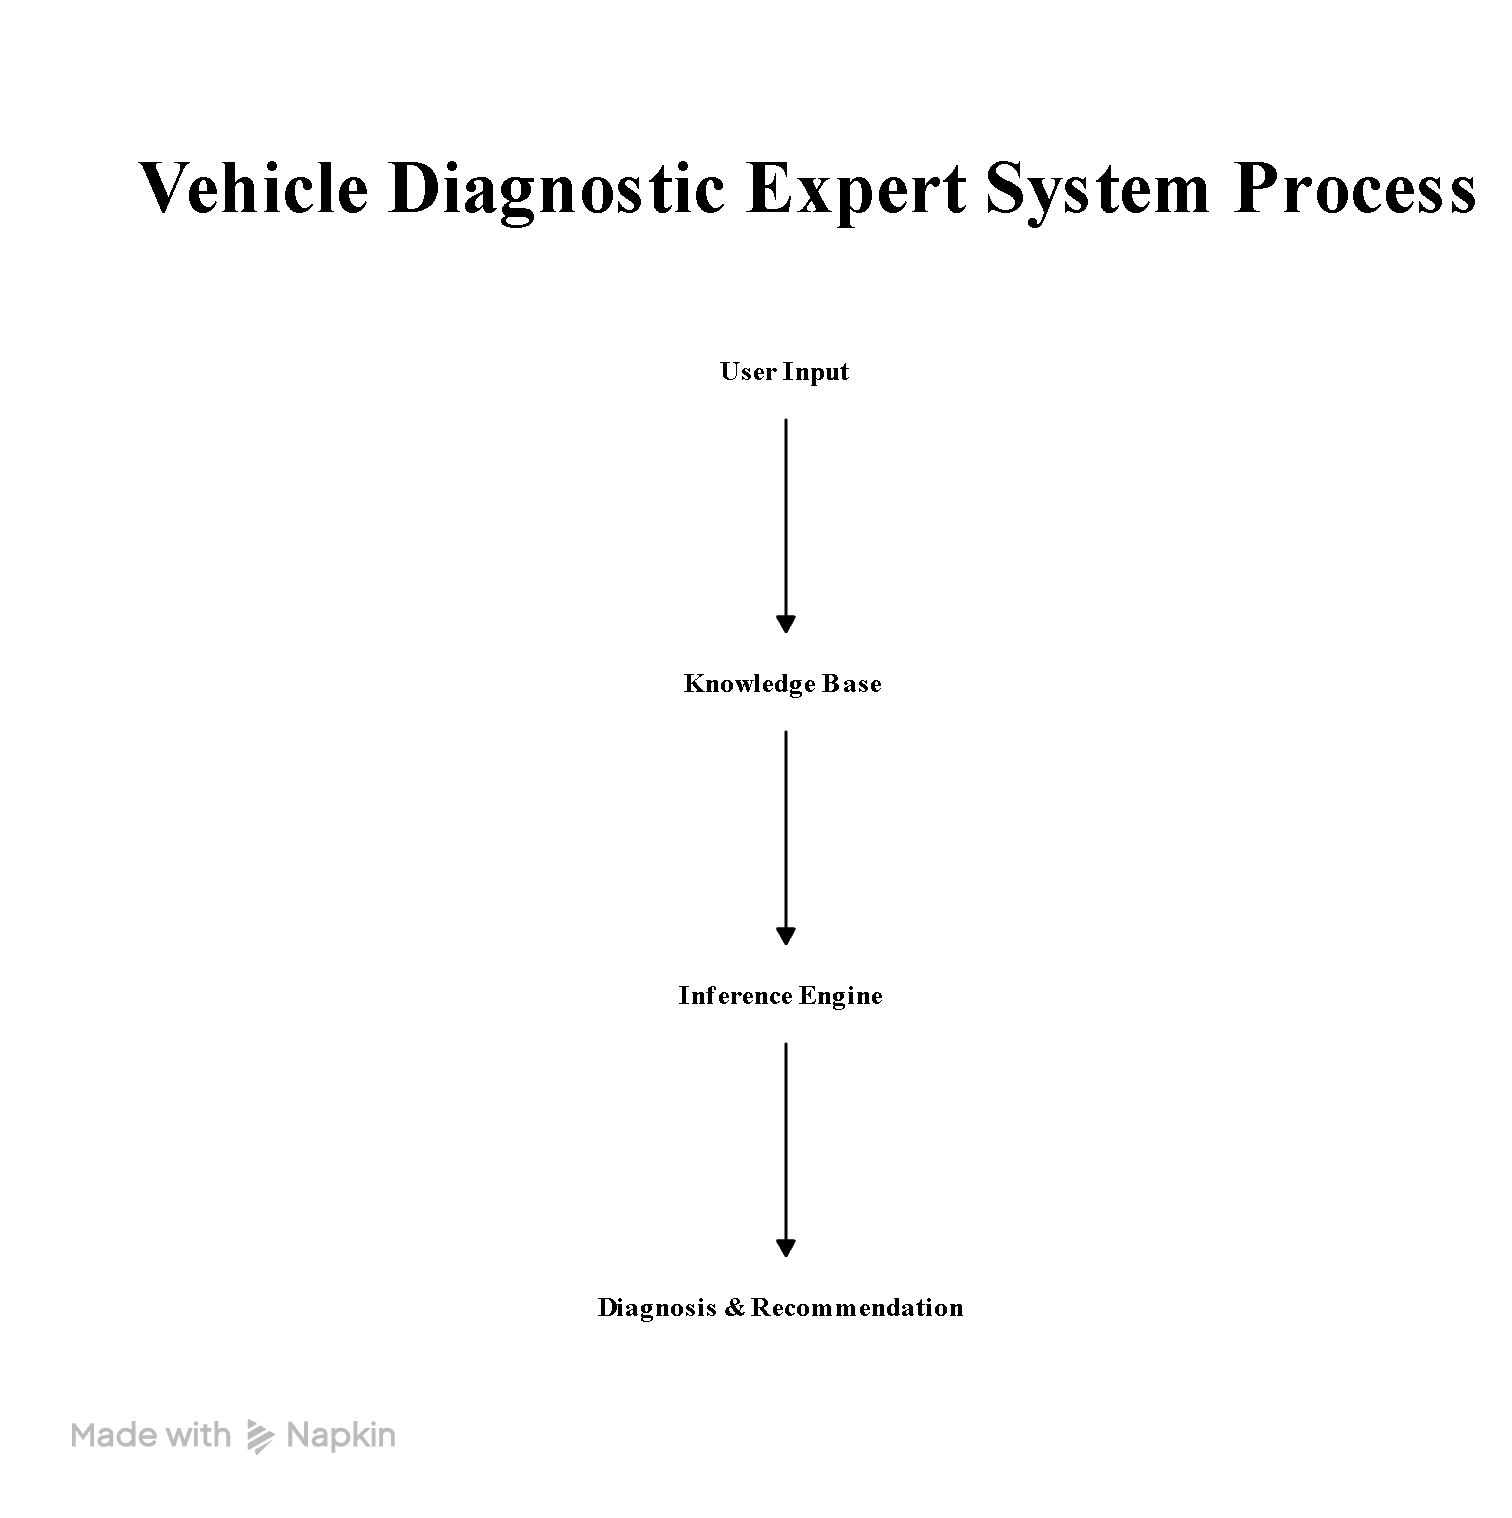 Vehicle Diagnostic Expert System Process
User Input
Knowledge Base
Inference Engine
Diagnosis & Recommendation
Made with Napkin